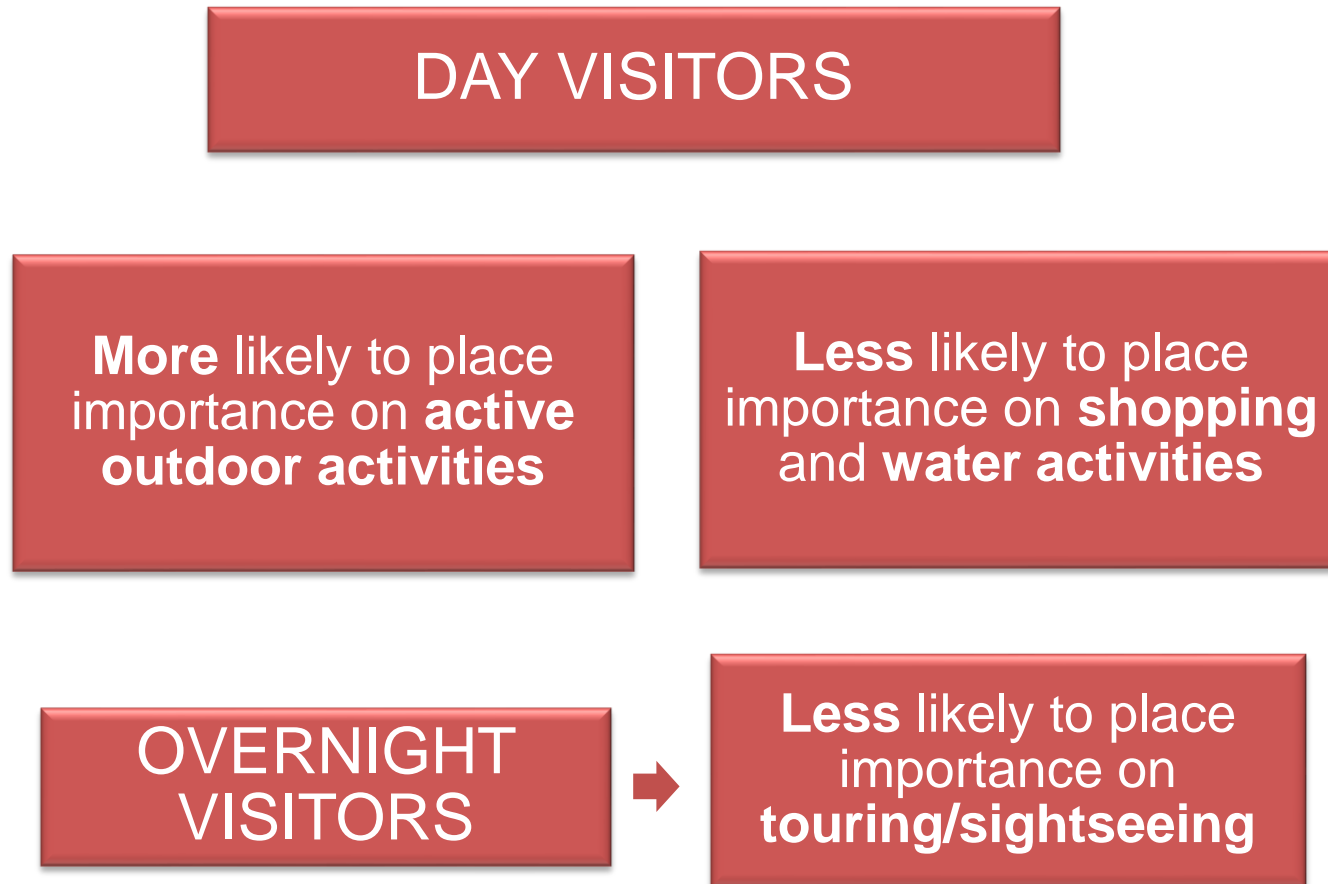 DAY VISITORS
More likely to place
importance on active
outdoor activities
Less likely to place
importance on shopping
and water activities
OVERNIGHT
VISITORS
Less likely to place
importance on
touring/sightseeing